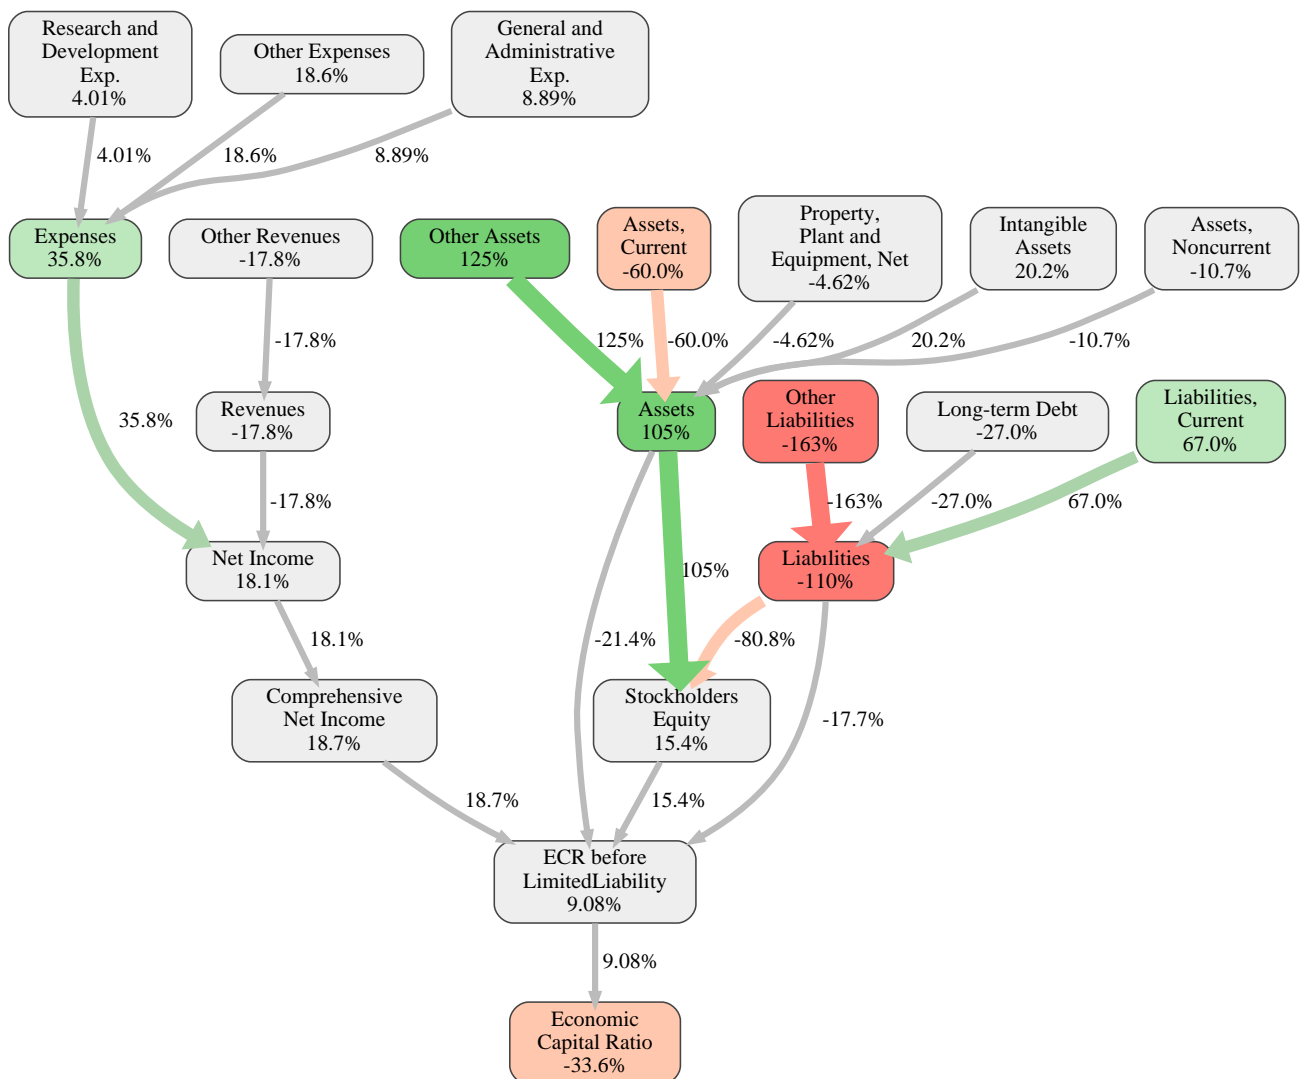 Research and
Development
Exp.
4.01%
Other Expenses
18.6%
General and
Administrative
Exp.
8.89%
4.01%
18.6%
8.89%
Expenses
35.8%
Other Revenues
-17.8%
Other Assets
125%
Assets,
Current
-60.0%
Property,
Plant and
Equipment, Net
-4.62%
Intangible
Assets
20.2%
Assets,
Noncurrent
-10.7%
-17.8%
125%
-60.0%
-4.62%
20.2%
-10.7%
35.8%
Revenues
-17.8%
Assets
105%
Other
Liabilities
-163%
Long-term Debt
-27.0%
Liabilities,
Current
67.0%
-17.8%
-163%
-27.0%
67.0%
Net Income
18.1%
105%
Liabilities
-110%
18.1%
-21.4%
-80.8%
Comprehensive
Net Income
18.7%
Stockholders
Equity
15.4%
-17.7%
18.7%
15.4%
ECR before
LimitedLiability
9.08%
9.08%
Economic
Capital Ratio
-33.6%